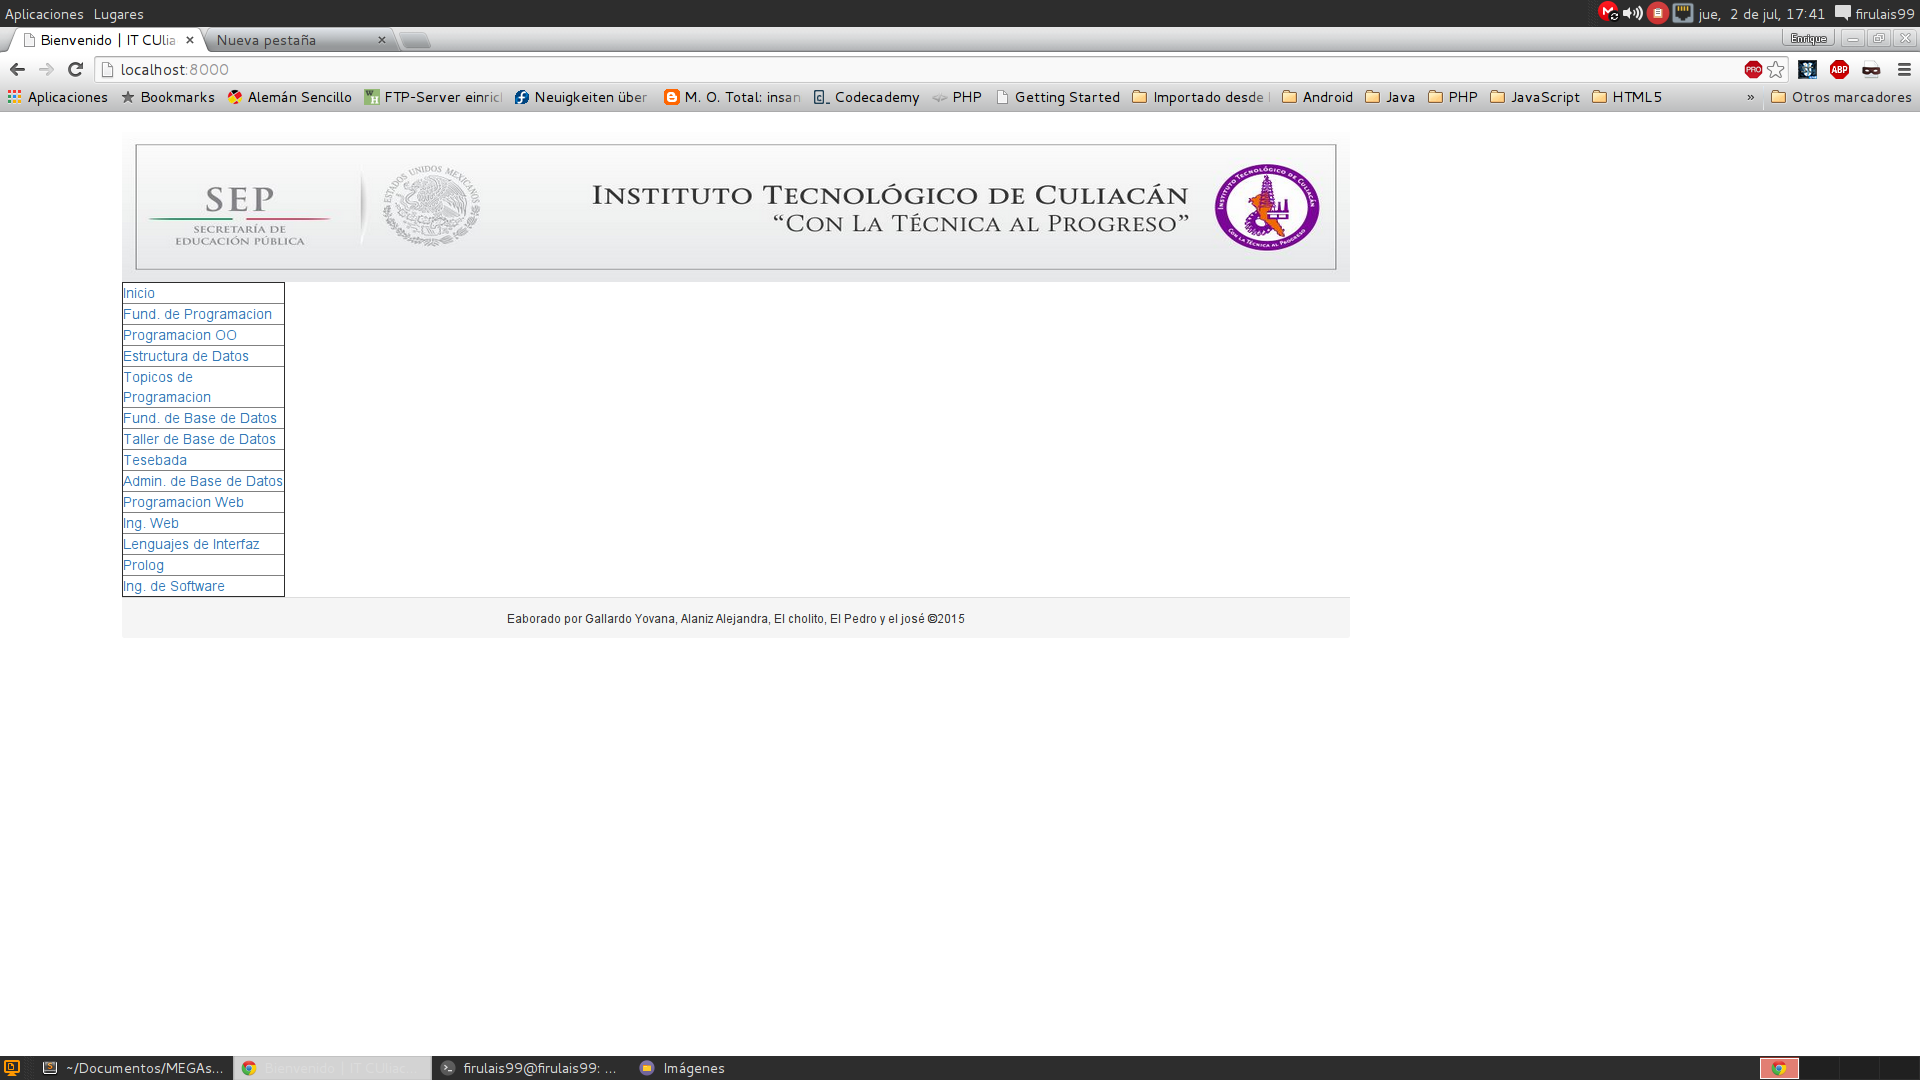 Aplicaciones Lugares jue, 2 de jul, 17:41 firulais99
Bienvenido | IT CUlia Nueva pestaña Enrique
localhost:8000 PRO ABP
Aplicaciones Bookmarks Alemán Sencillo FTP-Server einric Neuigkeiten über M. O. Total: insan Codecademy PHP Getting Started Importado desde Android Java PHP JavaScript HTML5 » Otros marcadores
SEP
SECRETARÍA DE
EDUCACIÓN PÚBLICA
ESTADOS UNIDOS MEXICANOS
INSTITUTO TECNOLÓGICO DE CULIACÁN
“CON LA TÉCNICA AL PROGRESO”
INSTITUTO TECNOLÓGICO DE CULIACÁN
CON LA TÉCNICA AL PROGRESO
Inicio
Fund. de Programacion
Programacion OO
Estructura de Datos
Topicos de
Programacion
Fund. de Base de Datos
Taller de Base de Datos
Tesebada
Admin. de Base de Datos
Programacion Web
Ing. Web
Lenguajes de Interfaz
Prolog
Ing. de Software
Eaborado por Gallardo Yovana, Alaniz Alejandra, El cholito, El Pedro y el josé ©2015
~/Documentos/MEGAs... Bienvenido | IT CUliac... firulais99@firulais99: ... Imágenes